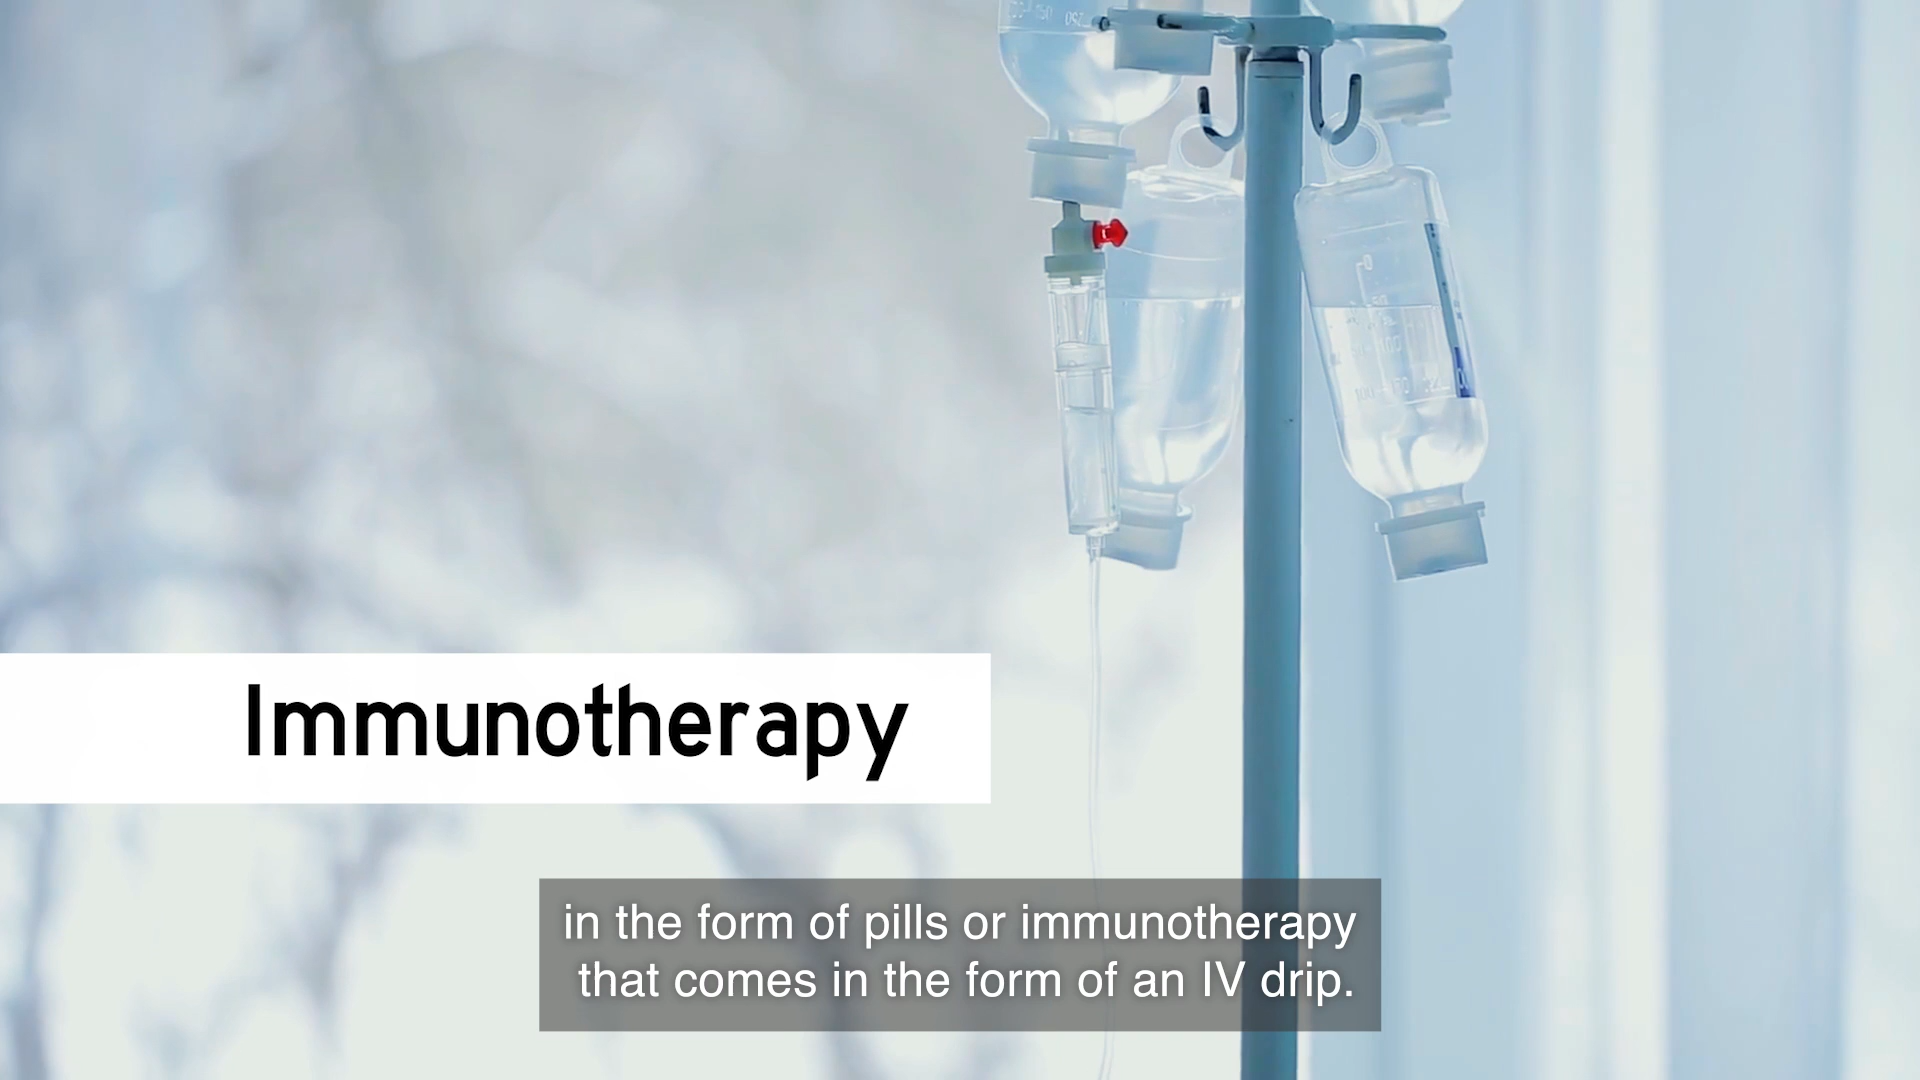 Immunotherapy
in the form of pills or immunotherapy
that comes in the form of an IV drip.